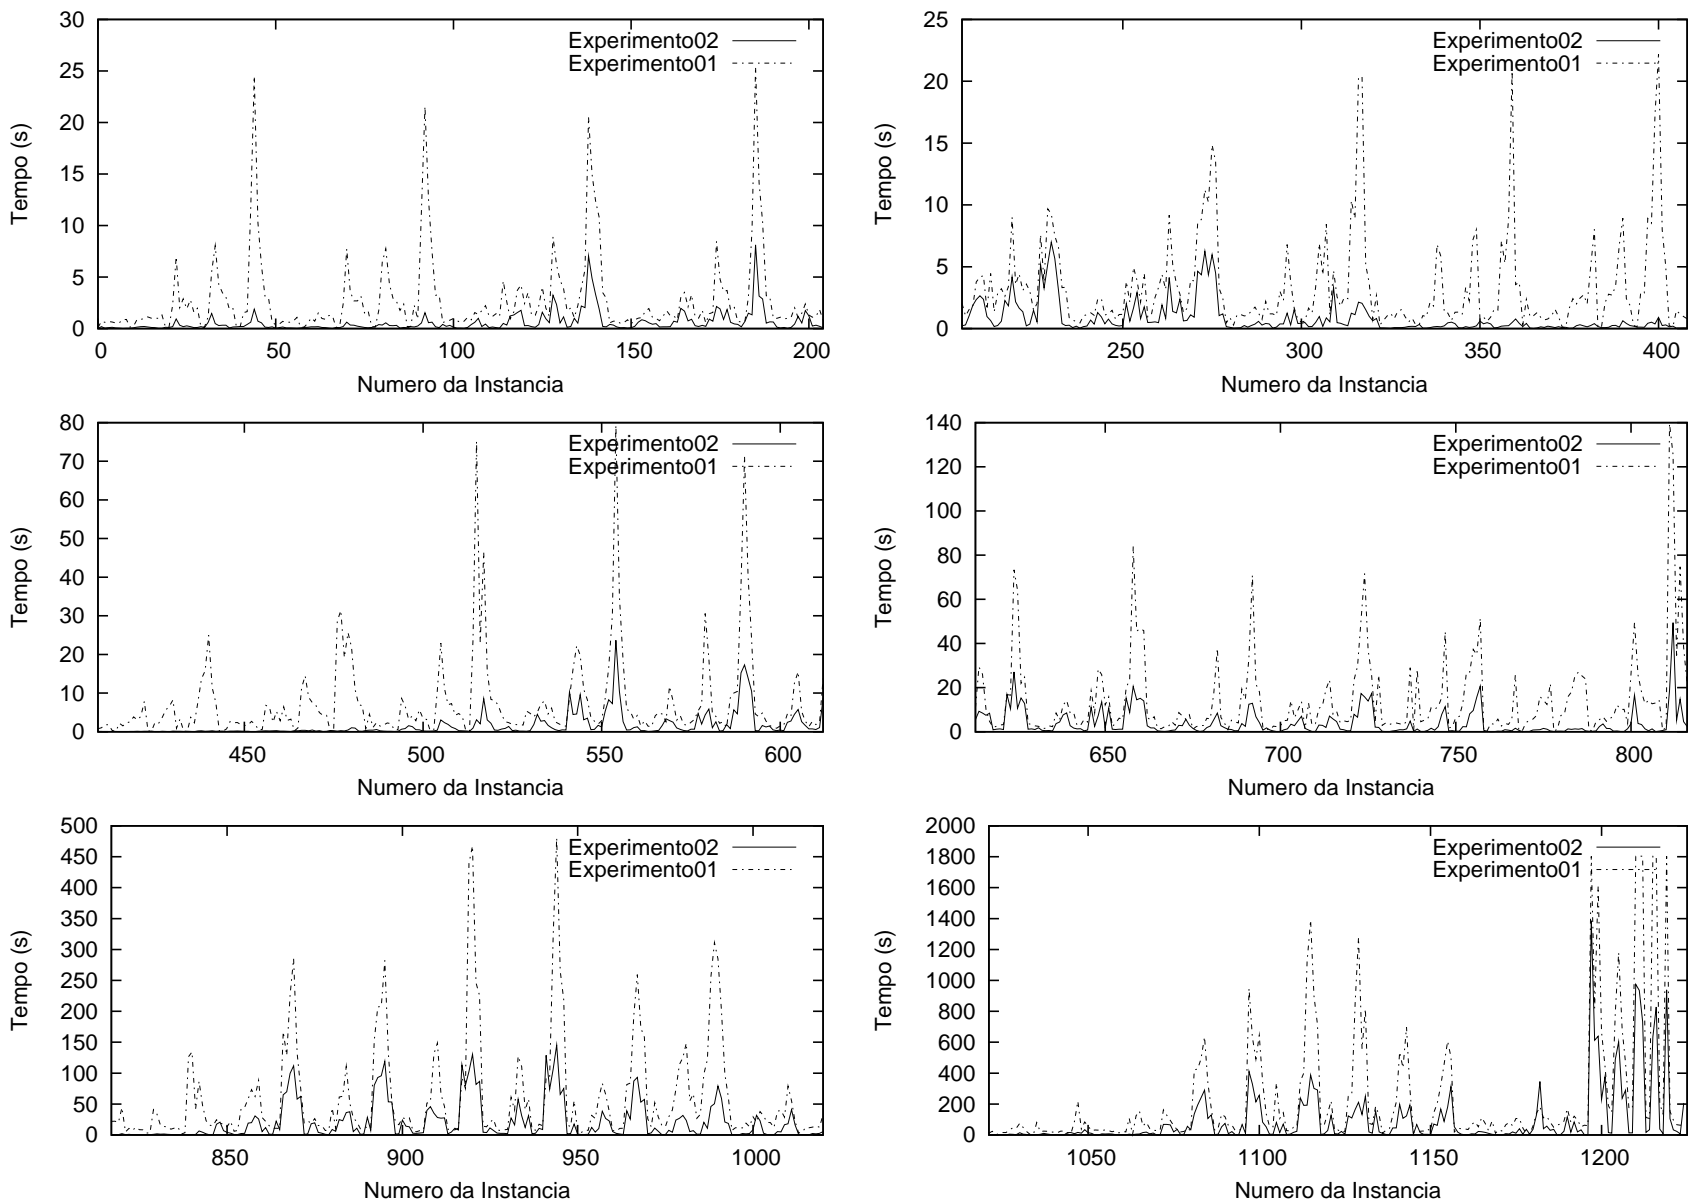 30
25
20
15
10
5
0
0 50 100 150 200
Tempo (s)
Numero da Instancia
Experimento02
Experimento01
25
20
15
10
5
0
250 300 350 400
Tempo (s)
Numero da Instancia
Experimento02
Experimento01
80
70
60
50
40
30
20
10
0
450 500 550 600
Tempo (s)
Numero da Instancia
Experimento02
Experimento01
140
120
100
80
60
40
20
0
650 700 750 800
Tempo (s)
Numero da Instancia
Experimento02
Experimento01
500
450
400
350
300
250
200
150
100
50
0
850 900 950 1000
Tempo (s)
Numero da Instancia
Experimento02
Experimento01
2000
1800
1600
1400
1200
1000
800
600
400
200
0
1050 1100 1150 1200
Tempo (s)
Numero da Instancia
Experimento02
Experimento01